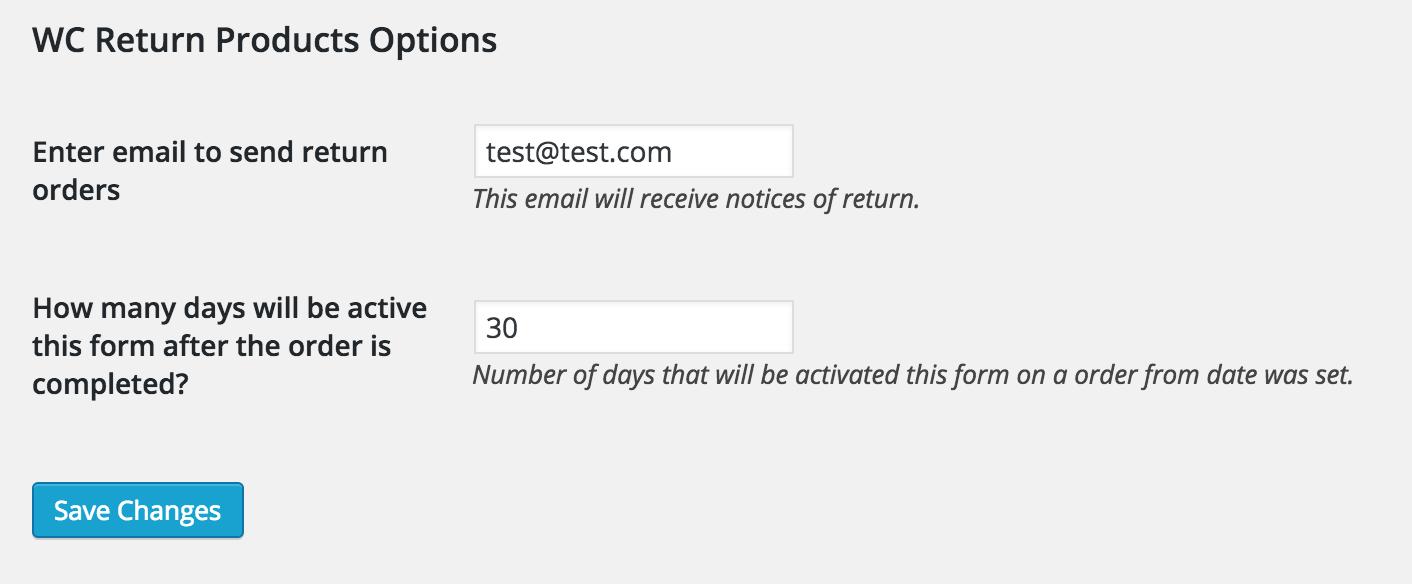 WC Return Products Options
Enter email to send return
orders
test@test.com
This email will receive notices of return.
How many days will be active
this form after the order is
completed?
30
Number of days that will be activated this form on a order from date was set.
Save Changes